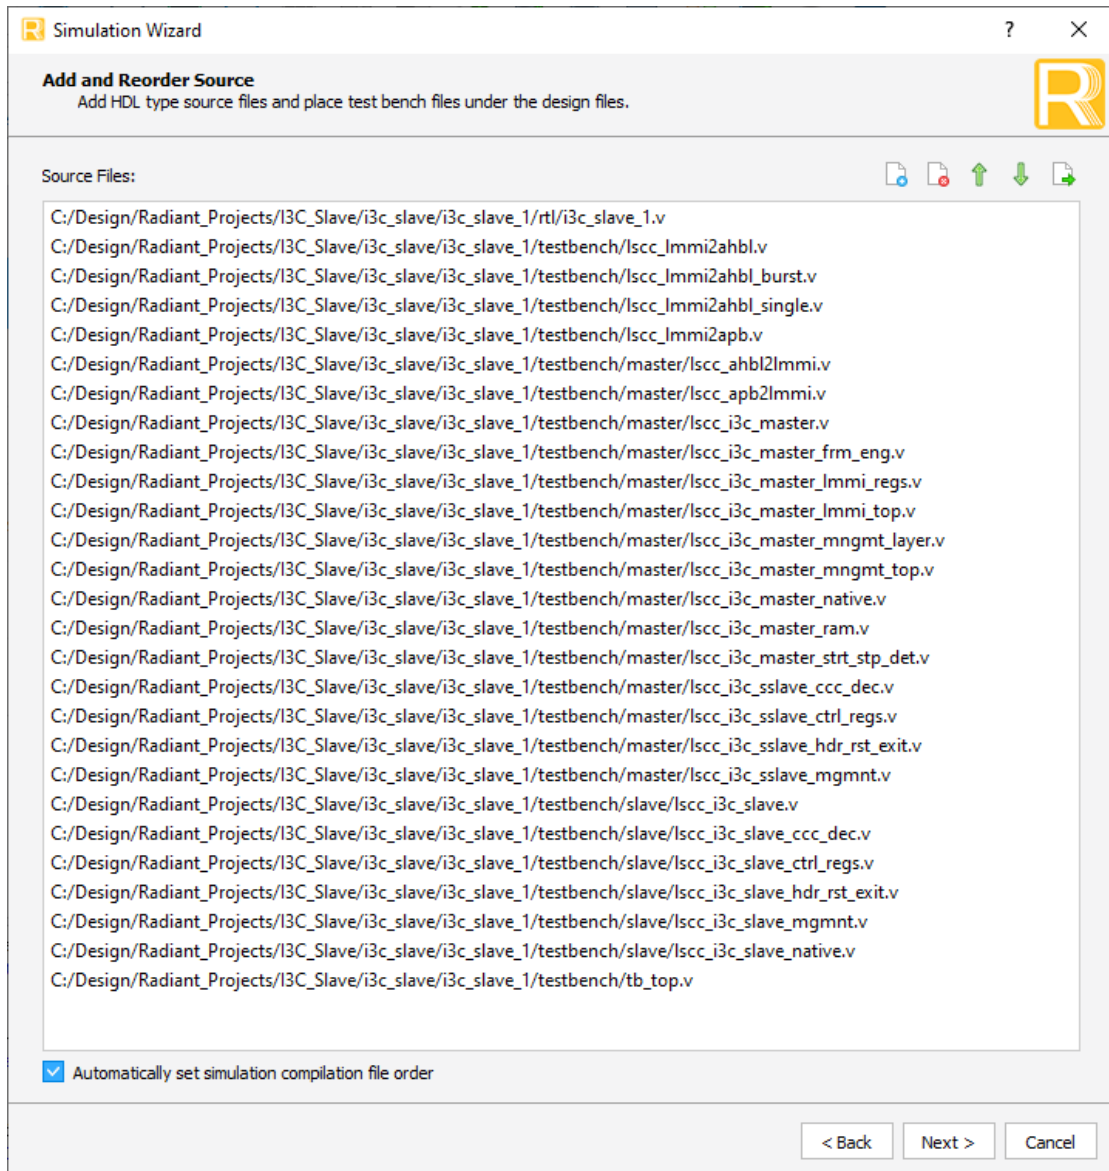 Simulation Wizard
?
Add and Reorder Source
Add HDL type source files and place test bench files under the design files.
R
Source Files:
C:/Design/Radiant_Projects/I3C_Slave/i3c_slave/i3c_slave_1/rtl/i3c_slave_1.v
C:/Design/Radiant_Projects/I3C_Slave/i3c_slave/i3c_slave_1/testbench/lscc_lmmi2ahbl.v
C:/Design/Radiant_Projects/I3C_Slave/i3c_slave/i3c_slave_1/testbench/lscc_lmmi2ahbl_burst.v
C:/Design/Radiant_Projects/I3C_Slave/i3c_slave/i3c_slave_1/testbench/lscc_lmmi2ahbl_single.v
C:/Design/Radiant_Projects/I3C_Slave/i3c_slave/i3c_slave_1/testbench/lscc_lmmi2apb.v
C:/Design/Radiant_Projects/I3C_Slave/i3c_slave/i3c_slave_1/testbench/master/lscc_ahbl2lmmi.v
C:/Design/Radiant_Projects/I3C_Slave/i3c_slave/i3c_slave_1/testbench/master/lscc_apb2lmmi.v
C:/Design/Radiant_Projects/I3C_Slave/i3c_slave/i3c_slave_1/testbench/master/lscc_i3c_master.v
C:/Design/Radiant_Projects/I3C_Slave/i3c_slave/i3c_slave_1/testbench/master/lscc_i3c_master_frm_eng.v
C:/Design/Radiant_Projects/I3C_Slave/i3c_slave/i3c_slave_1/testbench/master/lscc_i3c_master_lmmi_regs.v
C:/Design/Radiant_Projects/I3C_Slave/i3c_slave/i3c_slave_1/testbench/master/lscc_i3c_master_lmmi_top.v
C:/Design/Radiant_Projects/I3C_Slave/i3c_slave/i3c_slave_1/testbench/master/lscc_i3c_master_mngmt_layer.v
C:/Design/Radiant_Projects/I3C_Slave/i3c_slave/i3c_slave_1/testbench/master/lscc_i3c_master_mngmt_top.v
C:/Design/Radiant_Projects/I3C_Slave/i3c_slave/i3c_slave_1/testbench/master/lscc_i3c_master_native.v
C:/Design/Radiant_Projects/I3C_Slave/i3c_slave/i3c_slave_1/testbench/master/lscc_i3c_master_ram.v
C:/Design/Radiant_Projects/I3C_Slave/i3c_slave/i3c_slave_1/testbench/master/lscc_i3c_master_strt_stp_det.v
C:/Design/Radiant_Projects/I3C_Slave/i3c_slave/i3c_slave_1/testbench/master/lscc_i3c_sslave_ccc_dec.v
C:/Design/Radiant_Projects/I3C_Slave/i3c_slave/i3c_slave_1/testbench/master/lscc_i3c_sslave_ctrl_regs.v
C:/Design/Radiant_Projects/I3C_Slave/i3c_slave/i3c_slave_1/testbench/master/lscc_i3c_sslave_hdr_rst_exit.v
C:/Design/Radiant_Projects/I3C_Slave/i3c_slave/i3c_slave_1/testbench/master/lscc_i3c_sslave_mgmnt.v
C:/Design/Radiant_Projects/I3C_Slave/i3c_slave/i3c_slave_1/testbench/slave/lscc_i3c_slave.v
C:/Design/Radiant_Projects/I3C_Slave/i3c_slave/i3c_slave_1/testbench/slave/lscc_i3c_slave_ccc_dec.v
C:/Design/Radiant_Projects/I3C_Slave/i3c_slave/i3c_slave_1/testbench/slave/lscc_i3c_slave_ctrl_regs.v
C:/Design/Radiant_Projects/I3C_Slave/i3c_slave/i3c_slave_1/testbench/slave/lscc_i3c_slave_hdr_rst_exit.v
C:/Design/Radiant_Projects/I3C_Slave/i3c_slave/i3c_slave_1/testbench/slave/lscc_i3c_slave_mgmnt.v
C:/Design/Radiant_Projects/I3C_Slave/i3c_slave/i3c_slave_1/testbench/slave/lscc_i3c_slave_native.v
C:/Design/Radiant_Projects/I3C_Slave/i3c_slave/i3c_slave_1/testbench/tb_top.v
Automatically set simulation compilation file order
< Back
Next >
Cancel